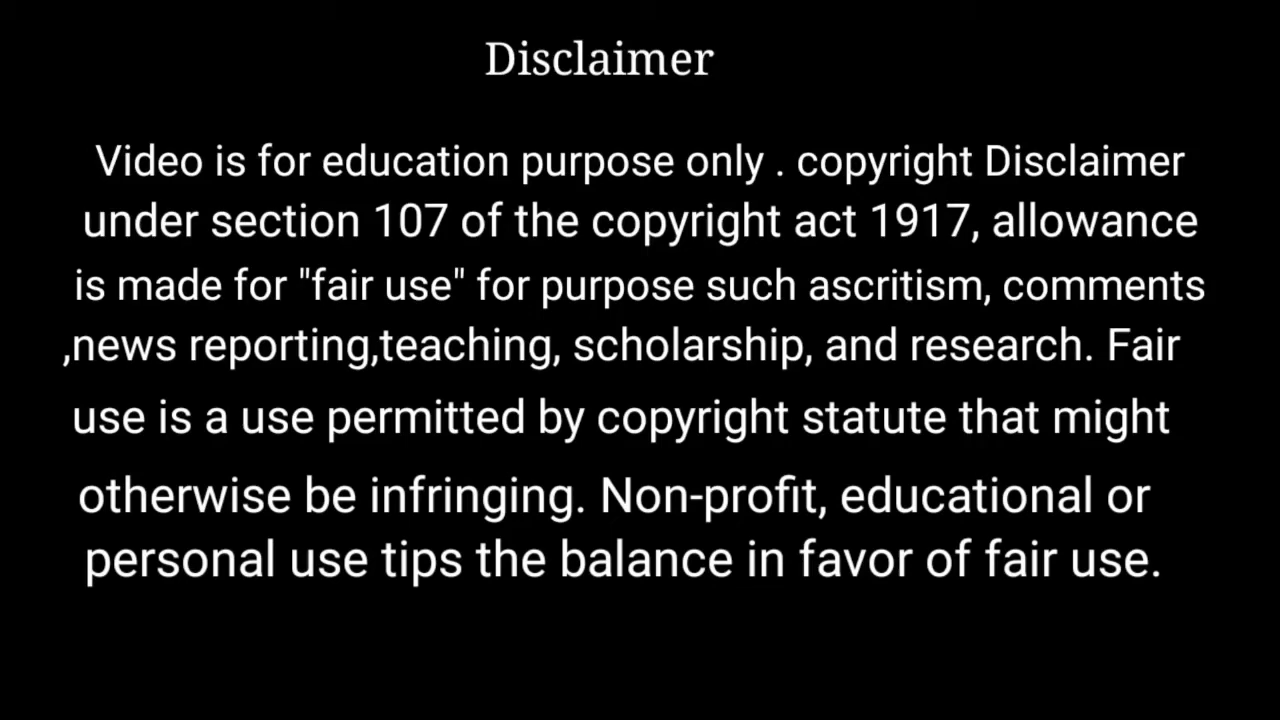 Disclaimer
Video is for education purpose only . copyright Disclaimer
under section 107 of the copyright act 1917, allowance
is made for "fair use" for purpose such ascritism, comments
,news reporting,teaching, scholarship, and research. Fair
use is a use permitted by copyright statute that might
otherwise be infringing. Non-profit, educational or
personal use tips the balance in favor of fair use.